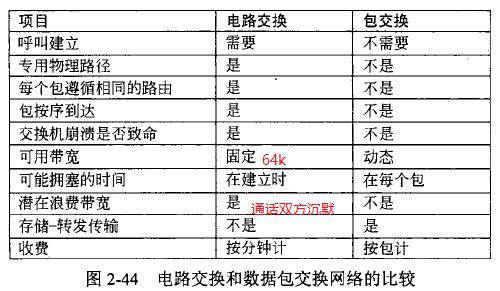 项目 电路交换 包交换
呼叫建立 需要 不需要
专用物理路径 是 不是
每个包遵循相同的路由 是 不是
包按序到达 是 不是
交换机崩溃是否致命 是 不是
可用带宽 固定 64k 动态
可能拥塞的时间 在建立时 在每个包
潜在浪费带宽 是 通话双方沉默 不是
存储-转发传输 不是 是
收费 按分钟计 按包计
图 2-44 电路交换和数据包交换网络的比较